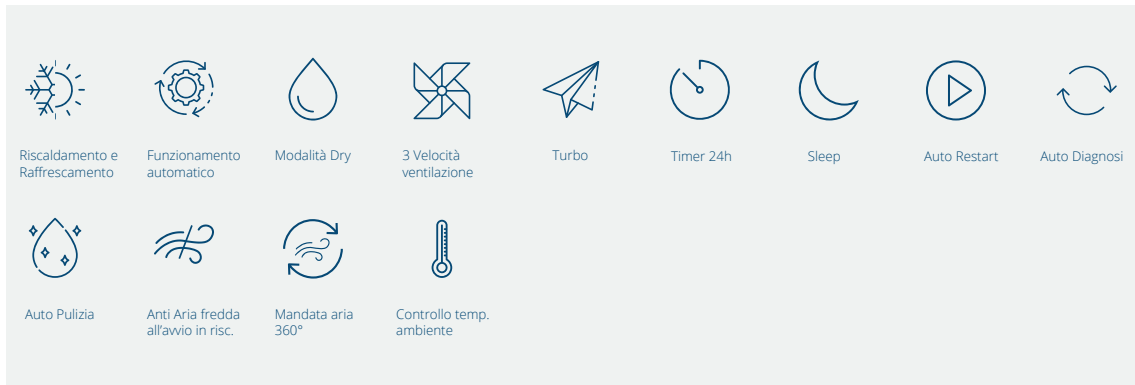 Riscaldamento e
Raffrescamento
Funzionamento
automatico
Modalità Dry
3 Velocità
ventilazione
Turbo
Timer 24h
Sleep
Auto Restart
Auto Diagnosi
Auto Pulizia
Anti Aria fredda
all'avvio in risc.
Mandata aria
360°
Controllo temp.
ambiente